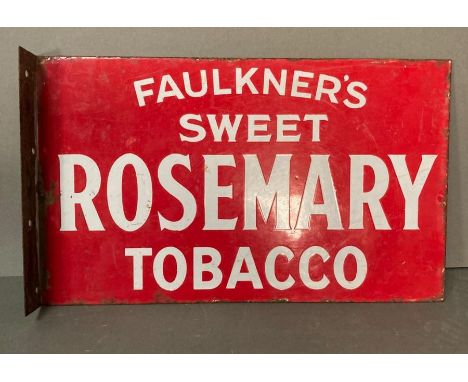 FAULKNER'S
SWEET
ROSEMARY
TOBACCO